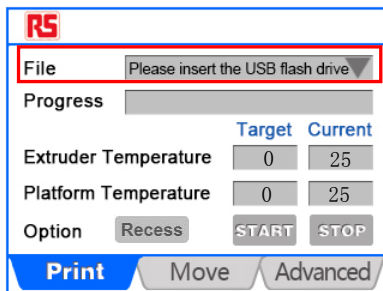 RS
File Please insert the USB flash drive
Progress
Target Current
Extruder Temperature 0 25
Platform Temperature 0 25
Option Recess START STOP
Print Move Advanced